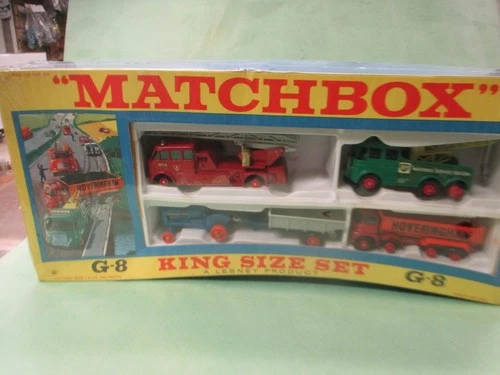 "MATCHBOX"
HOVERINGHAM
G-8
KING SIZE SET
A LESNEY PRODUCT
G-8